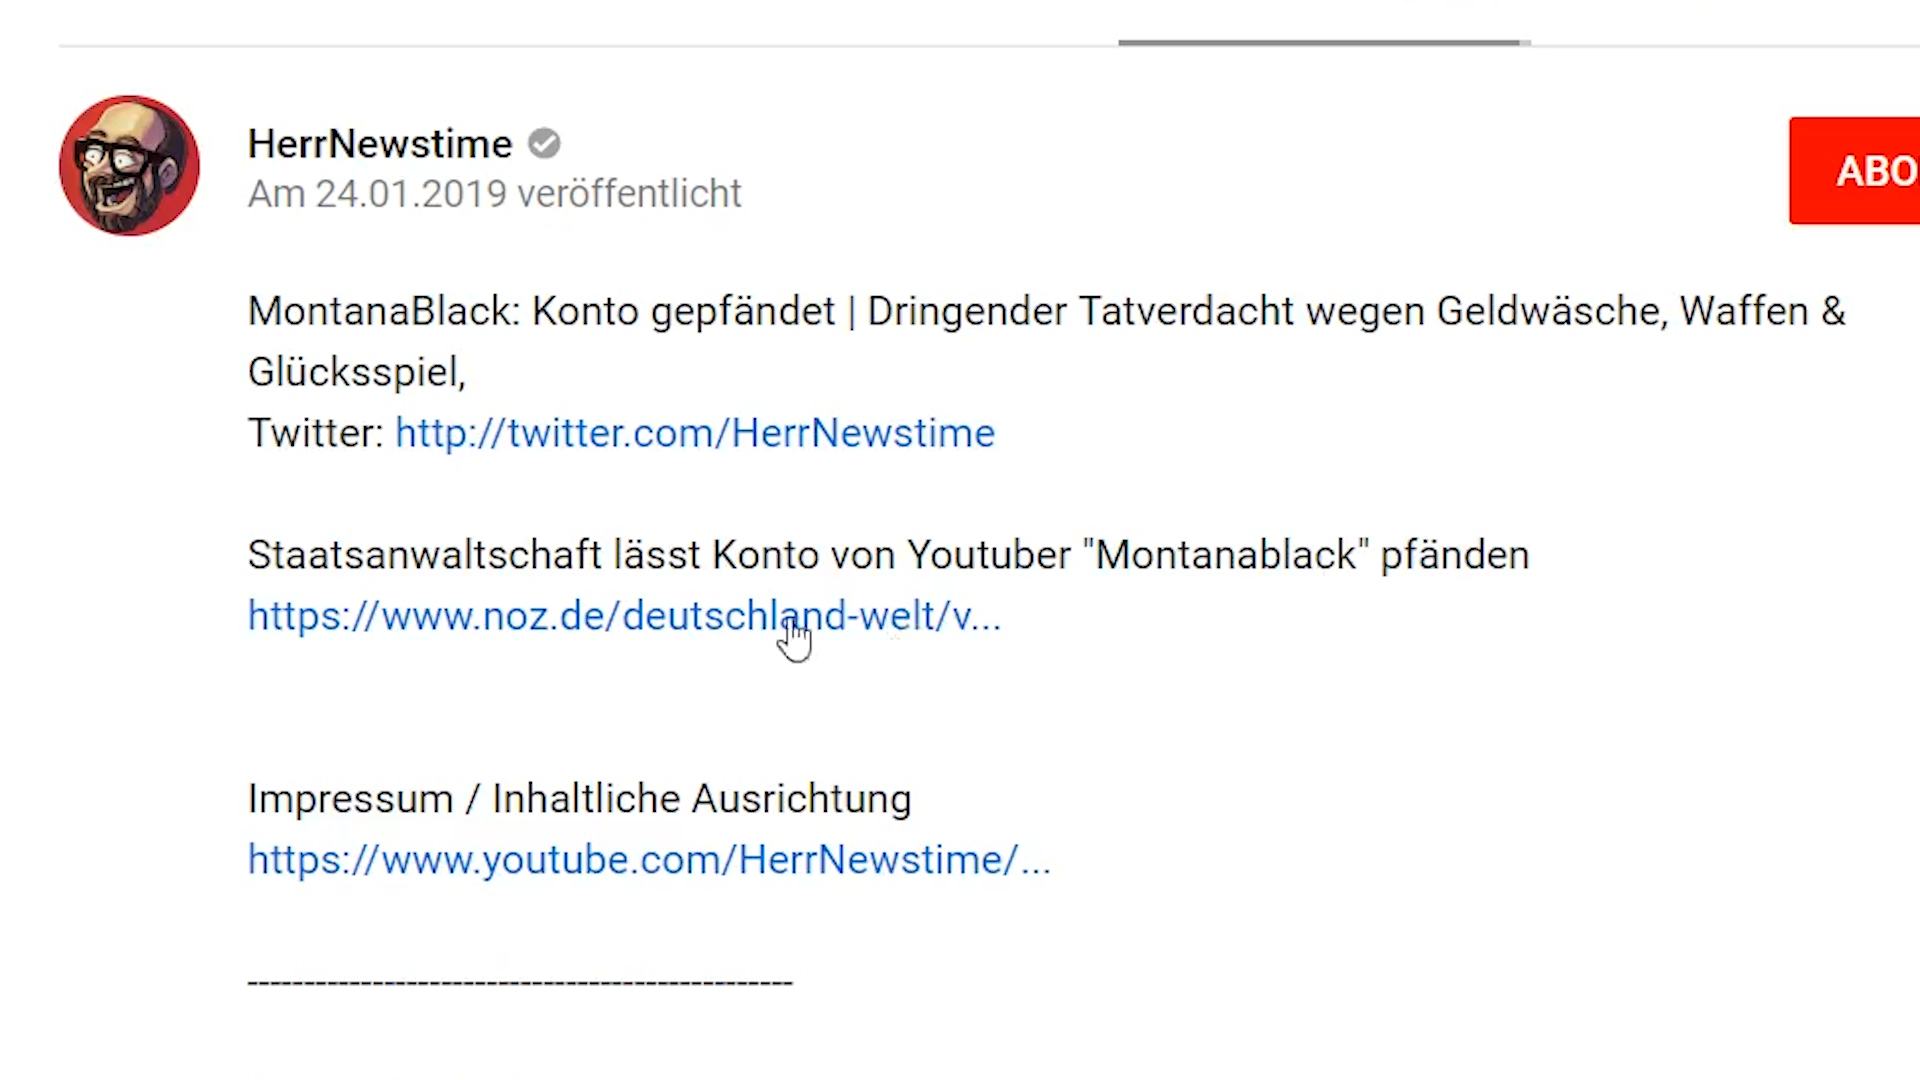 HerrNewstime
Am 24.01.2019 veröffentlicht
ABO
MontanaBlack: Konto gepfändet | Dringender Tatverdacht wegen Geldwäsche, Waffen &
Glücksspiel,
Twitter: http://twitter.com/HerrNewstime
Staatsanwaltschaft lässt Konto von Youtuber "Montanablack" pfänden
https://www.noz.de/deutschland-welt/v...
Impressum / Inhaltliche Ausrichtung
https://www.youtube.com/HerrNewstime/...
------------------------------------------------